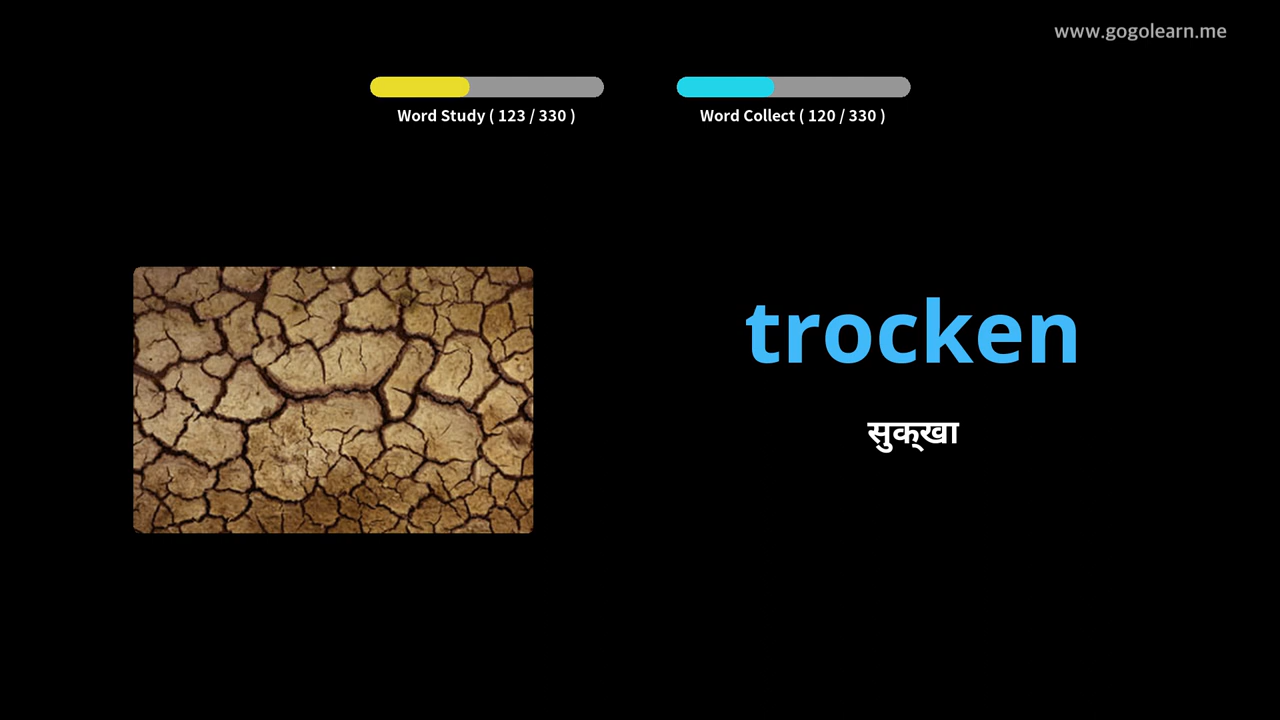 www.gogolearn.me
Word Study ( 123 / 330 )
Word Collect ( 120 / 330 )
trocken
सुक्खा